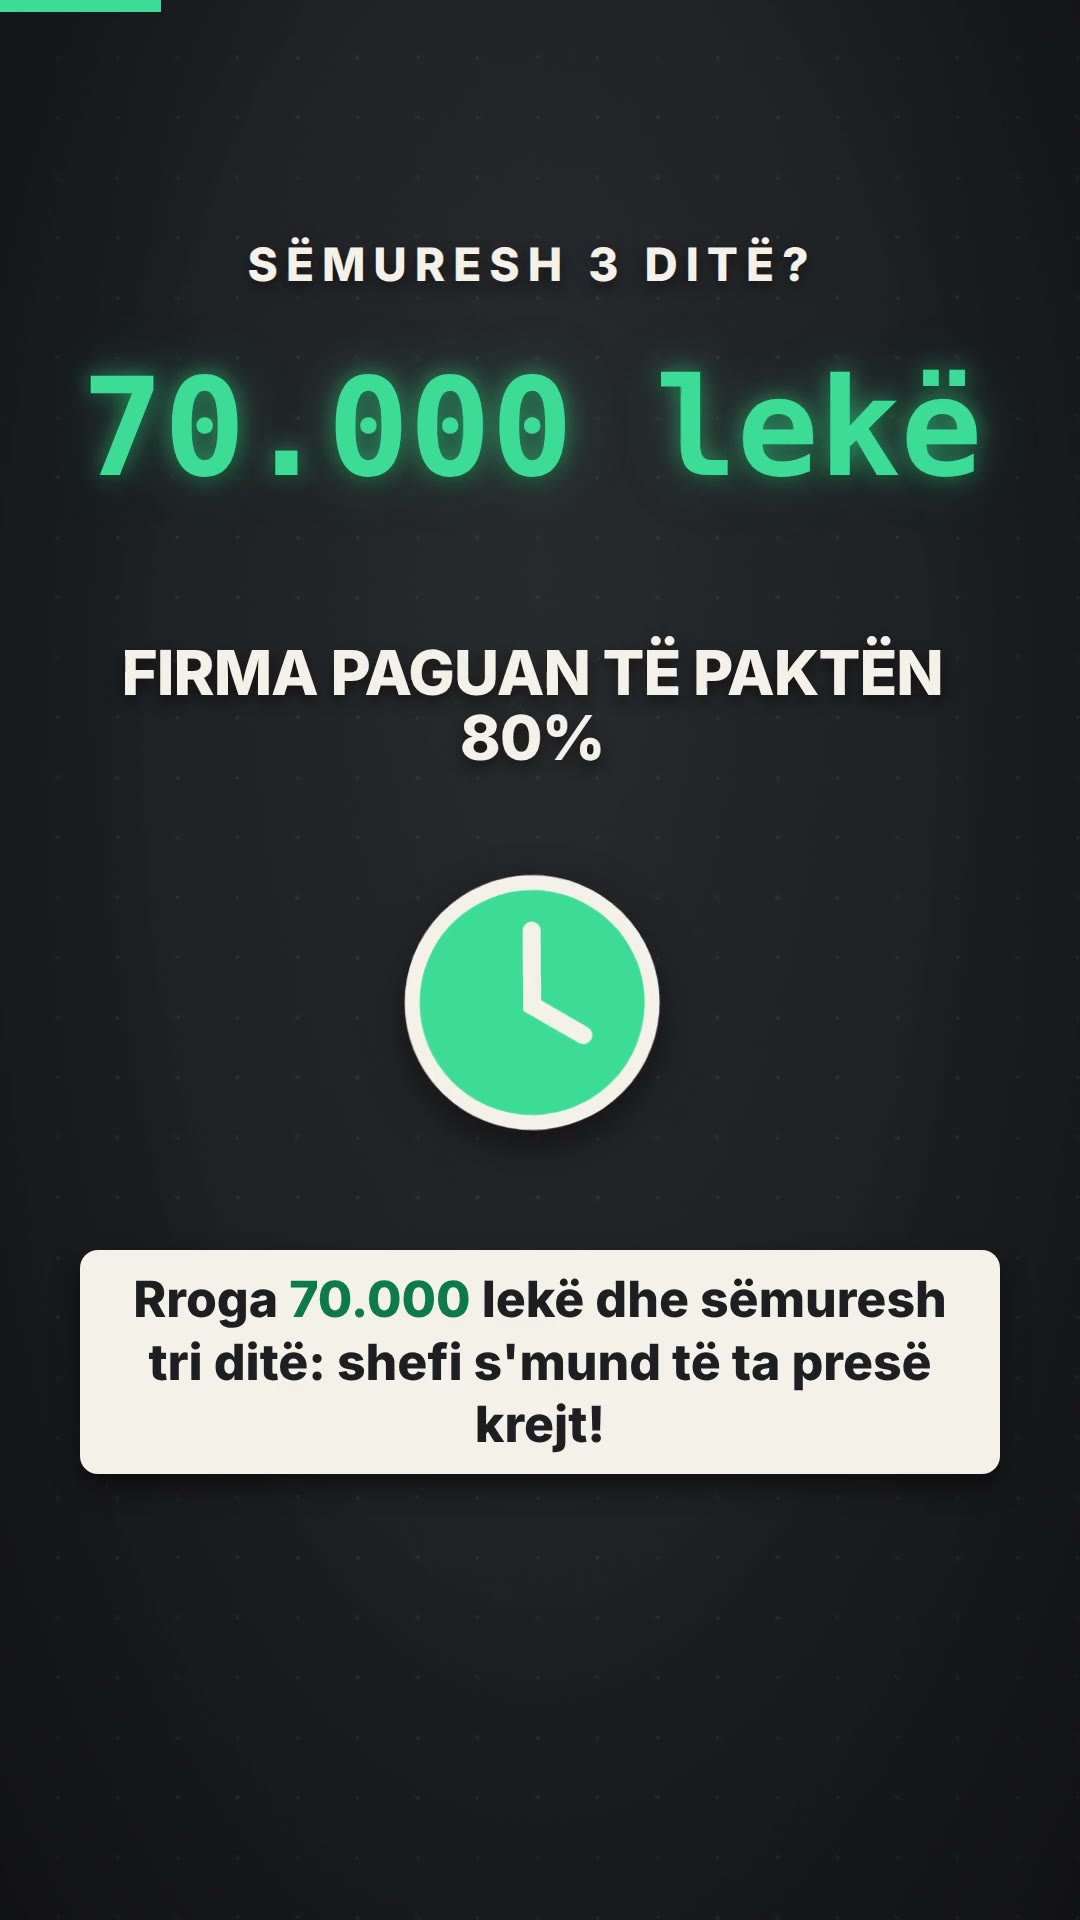 SËMURESH 3 DITË?
70.000 lekë
FIRMA PAGUAN TË PAKTËN
80%
Rroga 70.000 lekë dhe sëmuresh
tri ditë: shefi s'mund të ta presë
krejt!